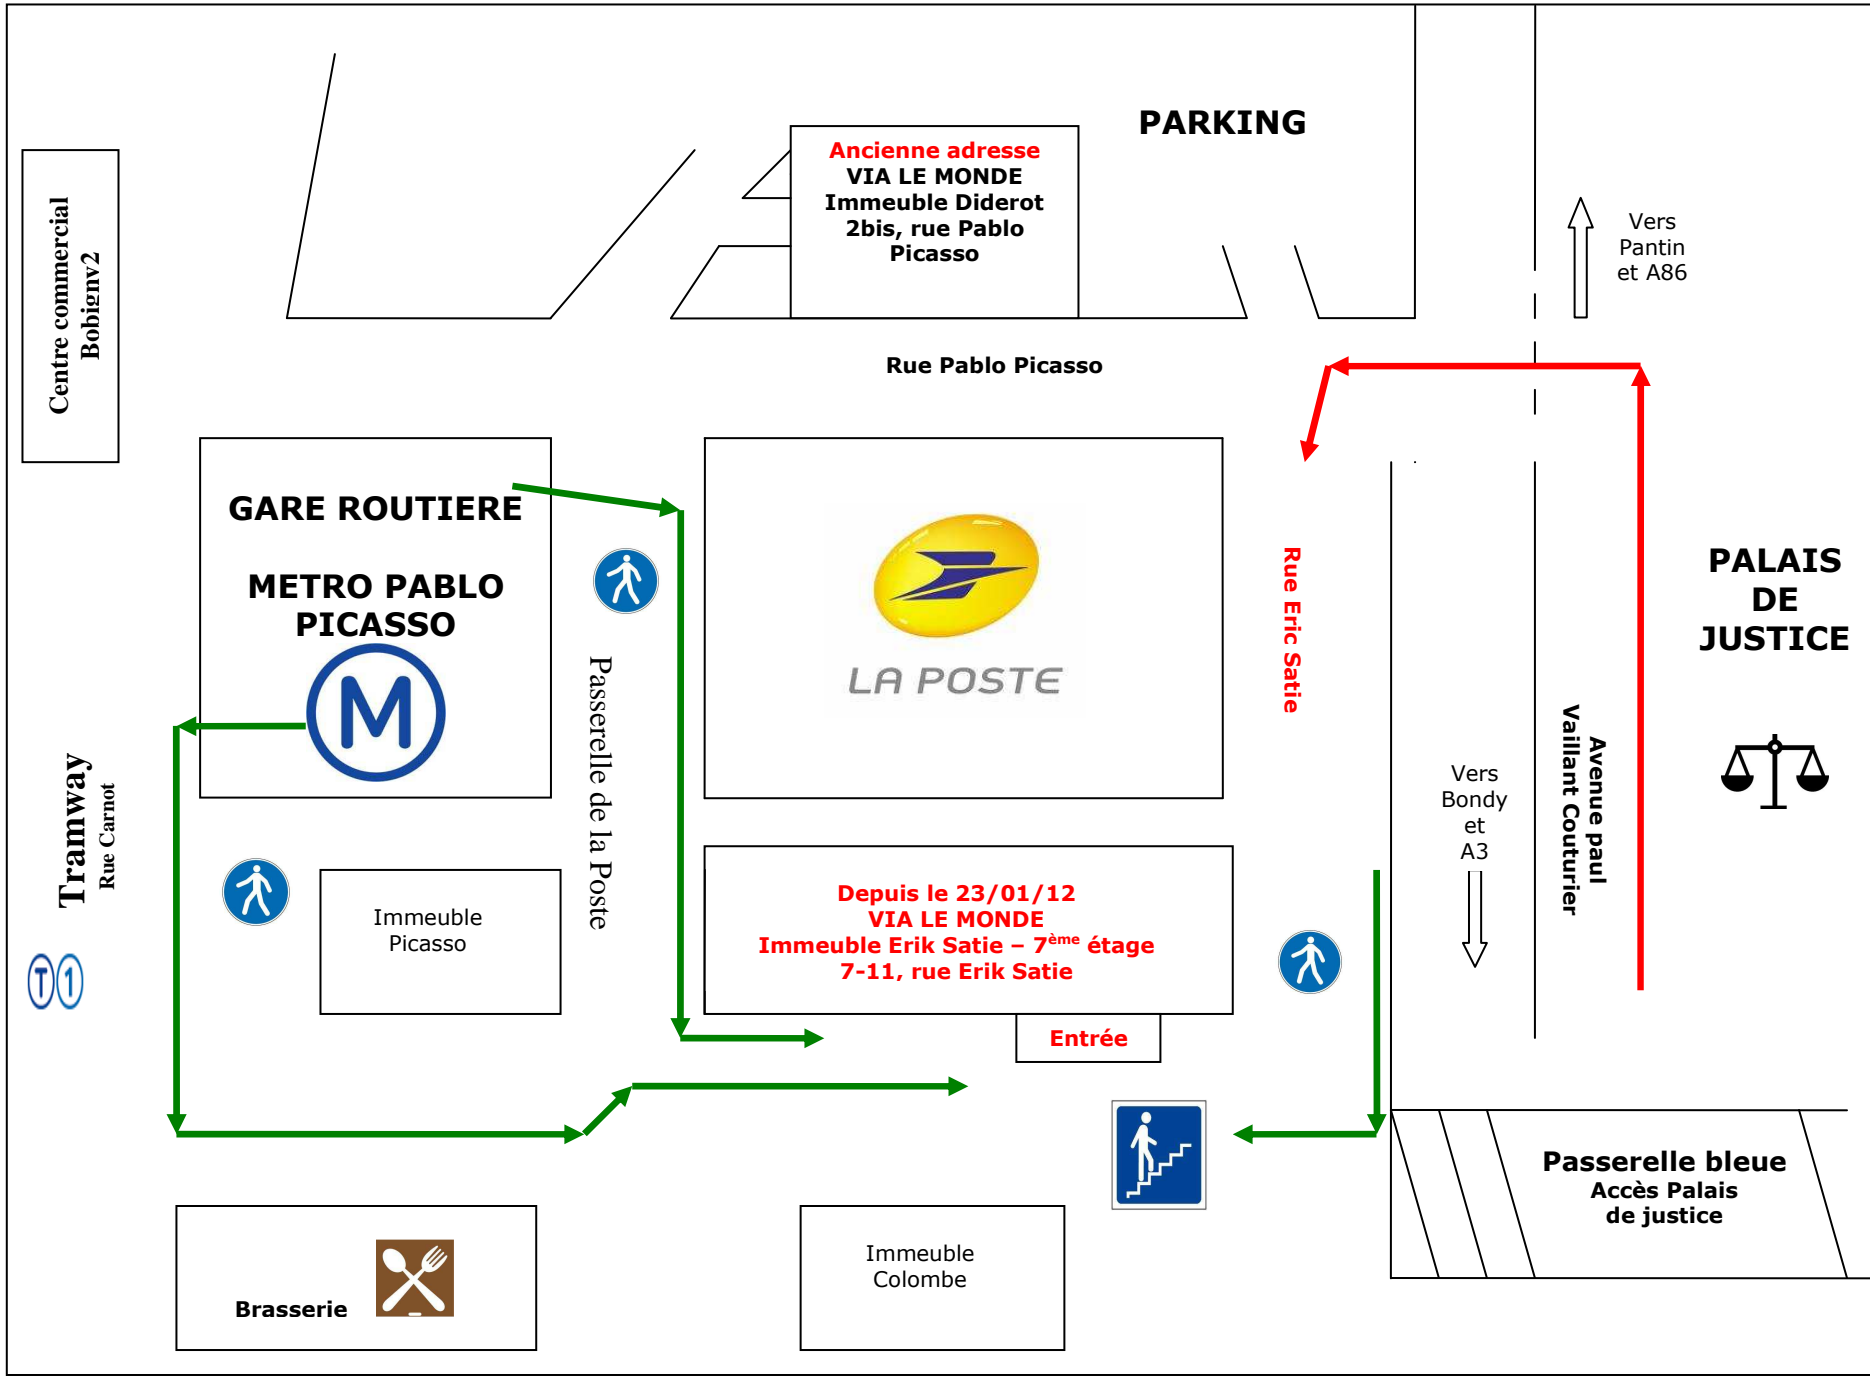 PARKING
Ancienne adresse
VIA LE MONDE
Immeuble Diderot
2bis, rue Pablo
Picasso
Vers
Pantin
et A86
Centre commercial
Bobigny2
Rue Pablo Picasso
GARE ROUTIERE
METRO PABLO
PICASSO
M
Passerelle de la Poste
LA POSTE
Rue Eric Satie
PALAIS
DE
JUSTICE
Avenue paul
Vaillant Couturier
Vers
Bondy
et
A3
Tramway
Rue Carnot
T1
Immeuble
Picasso
Depuis le 23/01/12
VIA LE MONDE
Immeuble Erik Satie – 7ème étage
7-11, rue Erik Satie
Entrée
Passerelle bleue
Accès Palais
de justice
Brasserie
Immeuble
Colombe